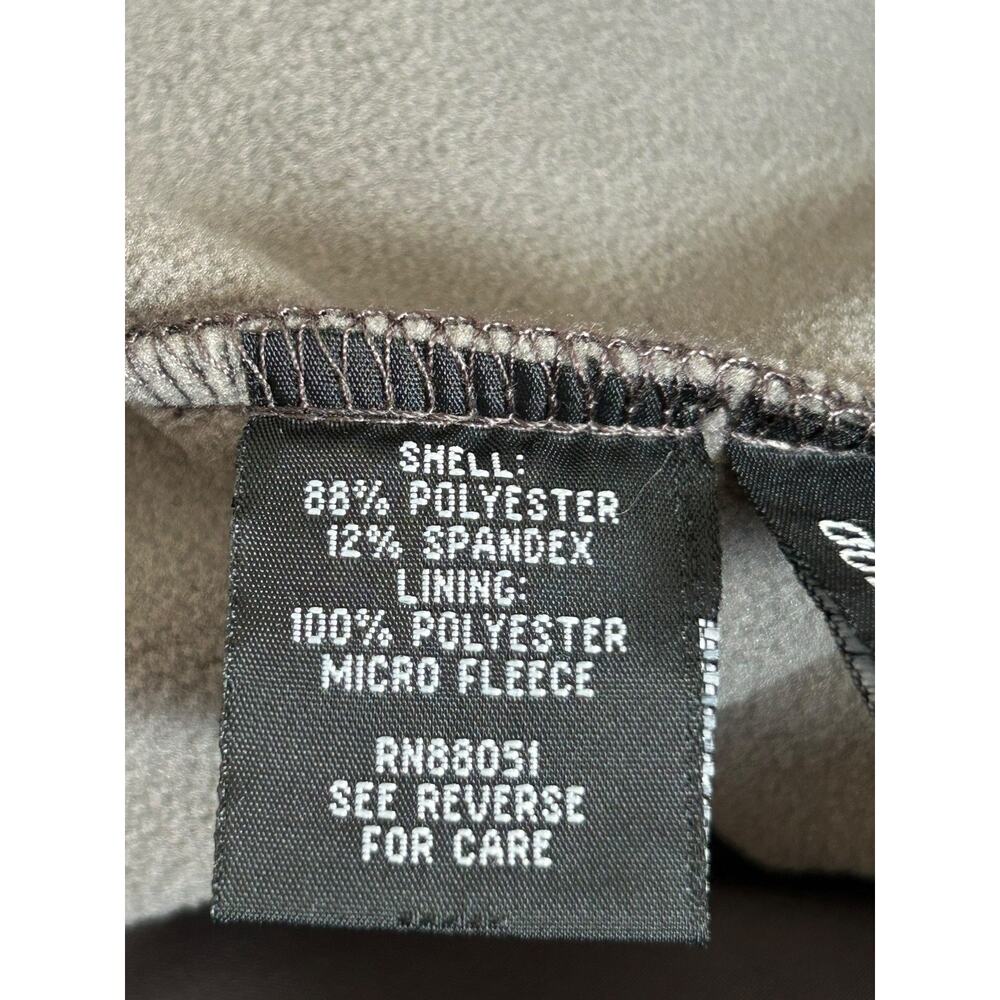 SHELL:
88% POLYESTER
12% SPANDEX
LINING:
100% POLYESTER
MICRO FLEECE
RN88051
SEE REVERSE
FOR CARE